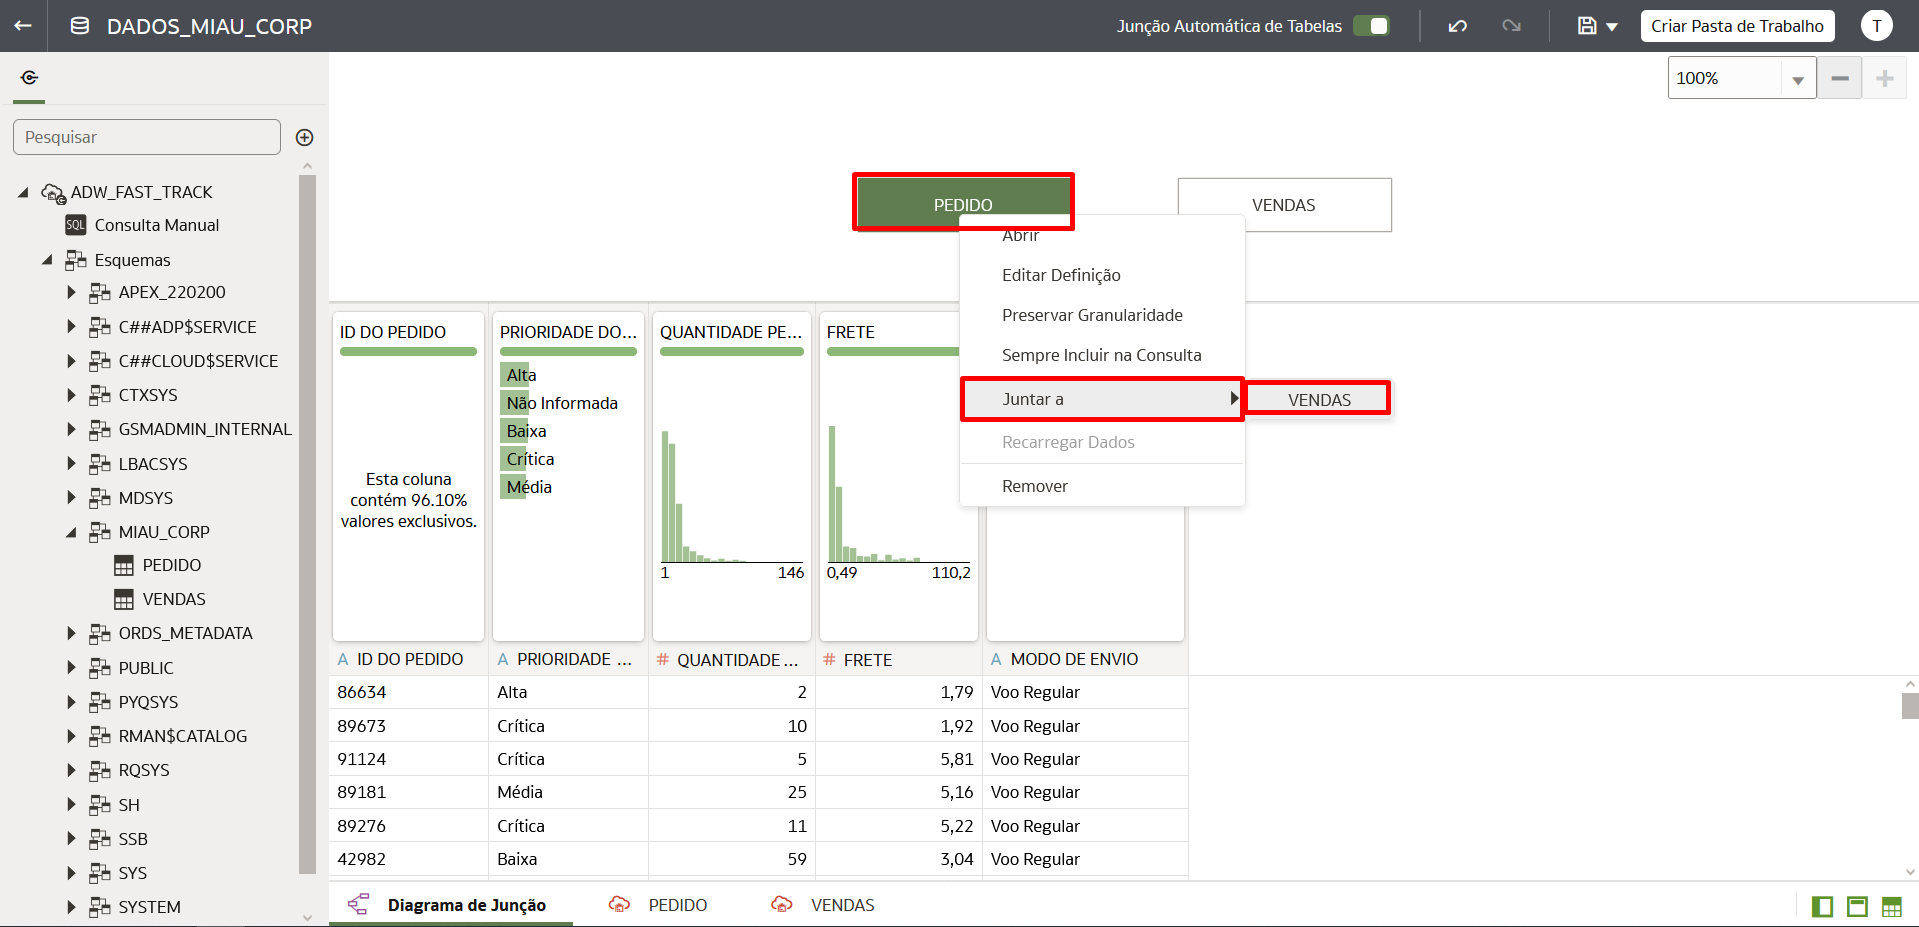 DADOS_MIAU_CORP
Junção Automática de Tabelas
Criar Pasta de Trabalho
T
Pesquisar
100%
ADW_FAST_TRACK
SQL Consulta Manual
Esquemas
APEX_220200
C##ADP$SERVICE
C##CLOUD$SERVICE
CTXSYS
GSMADMIN_INTERNAL
LBACSYS
MDSYS
MIAU_CORP
PEDIDO
VENDAS
ORDS_METADATA
PUBLIC
PYQSYS
RMAN$CATALOG
RQSYS
SH
SSB
SYS
SYSTEM
PEDIDO
VENDAS
Abrir
Editar Definição
Preservar Granularidade
Sempre Incluir na Consulta
Juntar a
VENDAS
Recarregar Dados
Remover
ID DO PEDIDO
Esta coluna
contém 96.10%
valores exclusivos.
PRIORIDADE DO...
Alta
Não Informada
Baixa
Crítica
Média
QUANTIDADE PE...
1 146
FRETE
0,49 110,2
A ID DO PEDIDO A PRIORIDADE ... # QUANTIDADE ... # FRETE A MODO DE ENVIO
86634 Alta 2 1,79 Voo Regular
89673 Crítica 10 1,92 Voo Regular
91124 Crítica 5 5,81 Voo Regular
89181 Média 25 5,16 Voo Regular
89276 Crítica 11 5,22 Voo Regular
42982 Baixa 59 3,04 Voo Regular
Diagrama de Junção PEDIDO VENDAS